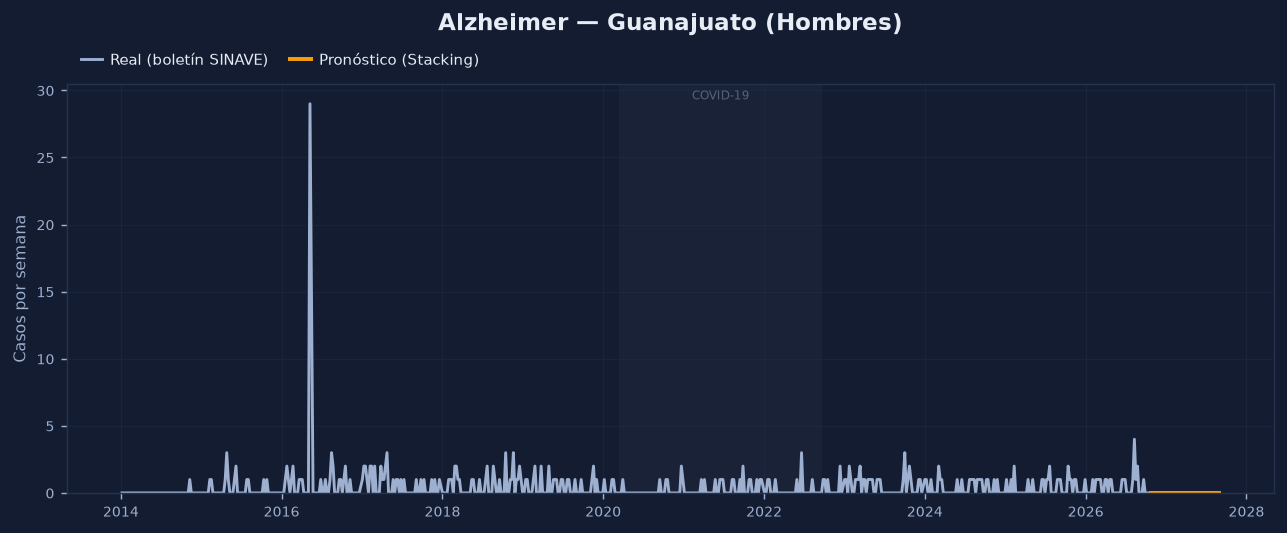 Alzheimer — Guanajuato (Hombres)
Real (boletín SINAVE) Pronóstico (Stacking)
COVID-19
Casos por semana
30
25
20
15
10
5
0
2014 2016 2018 2020 2022 2024 2026 2028